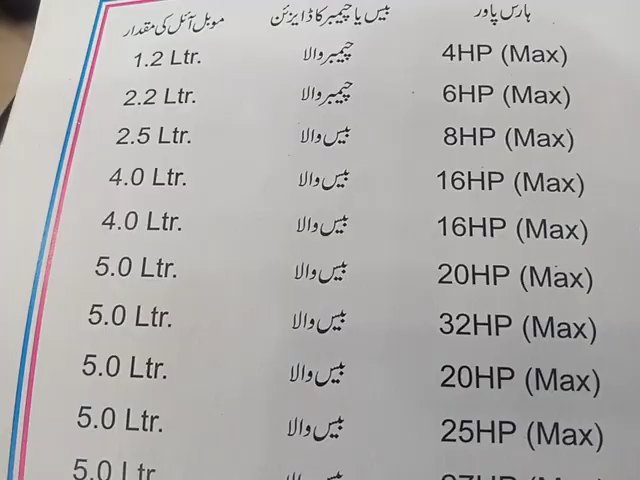 ہارس پاور بیس یا چیمبر کا ڈایزئن موبل آئل کی مقدار
4HP (Max) چیمبر والا 1.2 Ltr.
6HP (Max) چیمبر والا 2.2 Ltr.
8HP (Max) بیس والا 2.5 Ltr.
16HP (Max) بیس والا 4.0 Ltr.
16HP (Max) بیس والا 4.0 Ltr.
20HP (Max) بیس والا 5.0 Ltr.
32HP (Max) بیس والا 5.0 Ltr.
20HP (Max) بیس والا 5.0 Ltr.
25HP (Max) بیس والا 5.0 Ltr.
5.0 Ltr